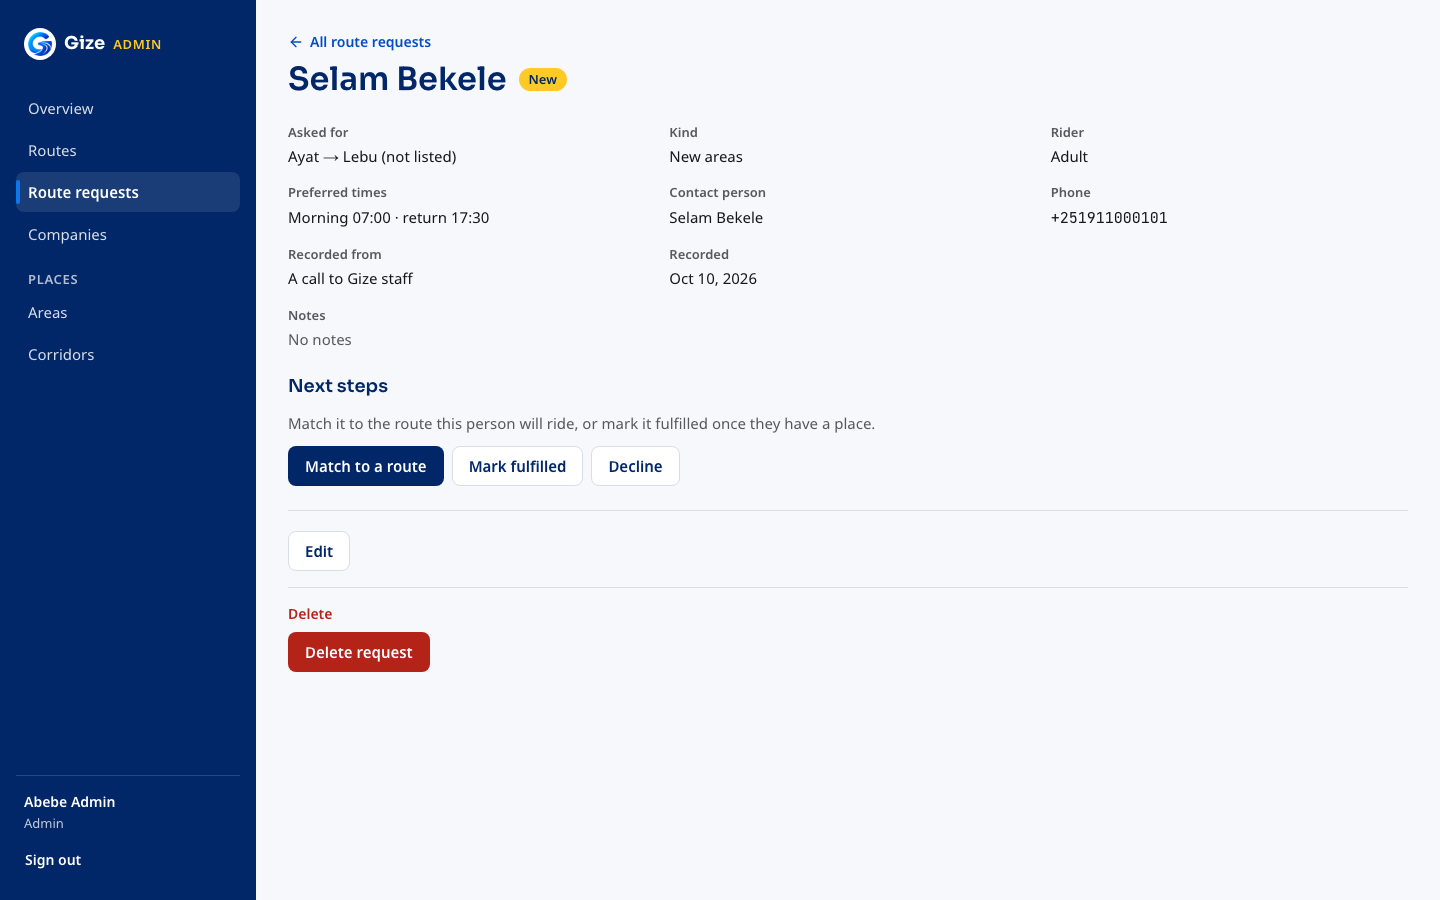 Gize ADMIN
Overview
Routes
Route requests
Companies
PLACES
Areas
Corridors
Abebe Admin
Admin
Sign out
← All route requests
Selam Bekele New
Asked for
Ayat → Lebu (not listed)
Kind
New areas
Rider
Adult
Preferred times
Morning 07:00 · return 17:30
Contact person
Selam Bekele
Phone
+251911000101
Recorded from
A call to Gize staff
Recorded
Oct 10, 2026
Notes
No notes
Next steps
Match it to the route this person will ride, or mark it fulfilled once they have a place.
Match to a route
Mark fulfilled
Decline
Edit
Delete
Delete request